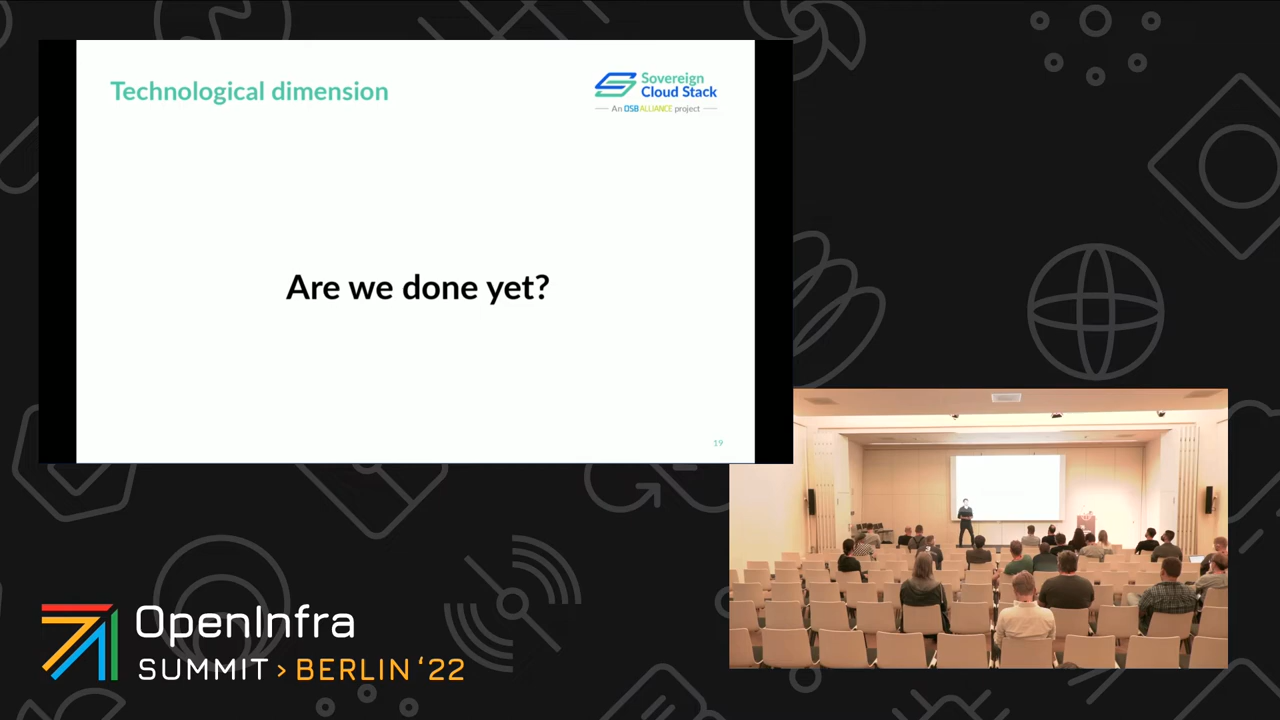 Technological dimension
Sovereign
Cloud Stack
An OSB ALLIANCE project
Are we done yet?
19
OpenInfra
SUMMIT > BERLIN ‘22